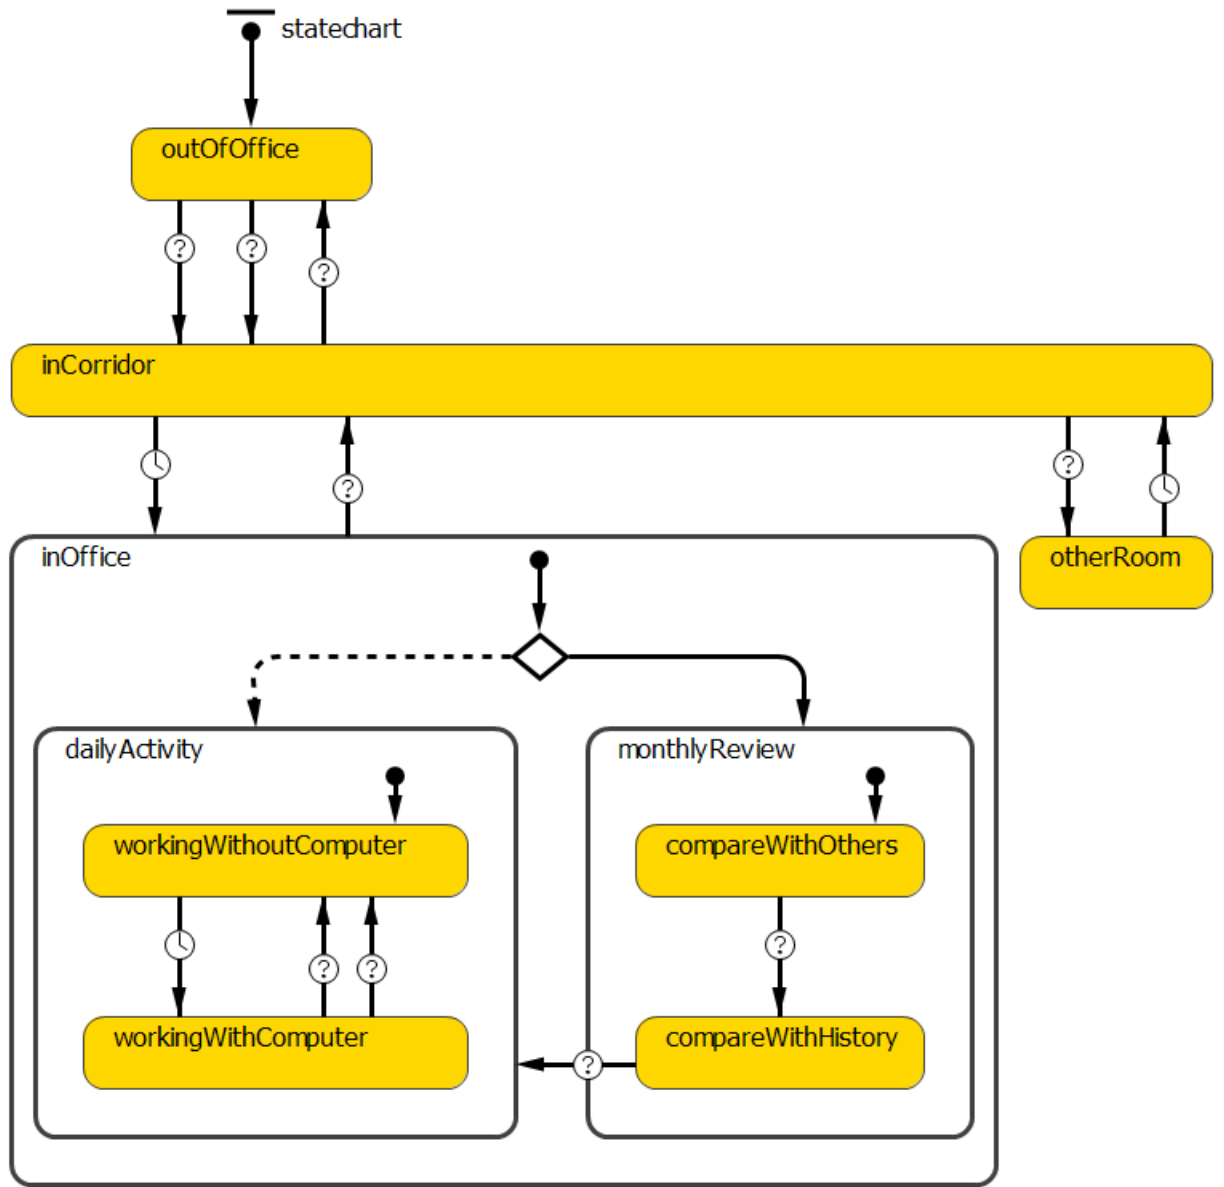 statechart
outOfOffice
?
?
?
inCorridor
?
?
inOffice
otherRoom
dailyActivity
monthlyReview
workingWithoutComputer
compareWithOthers
?
?
?
workingWithComputer
compareWithHistory
?